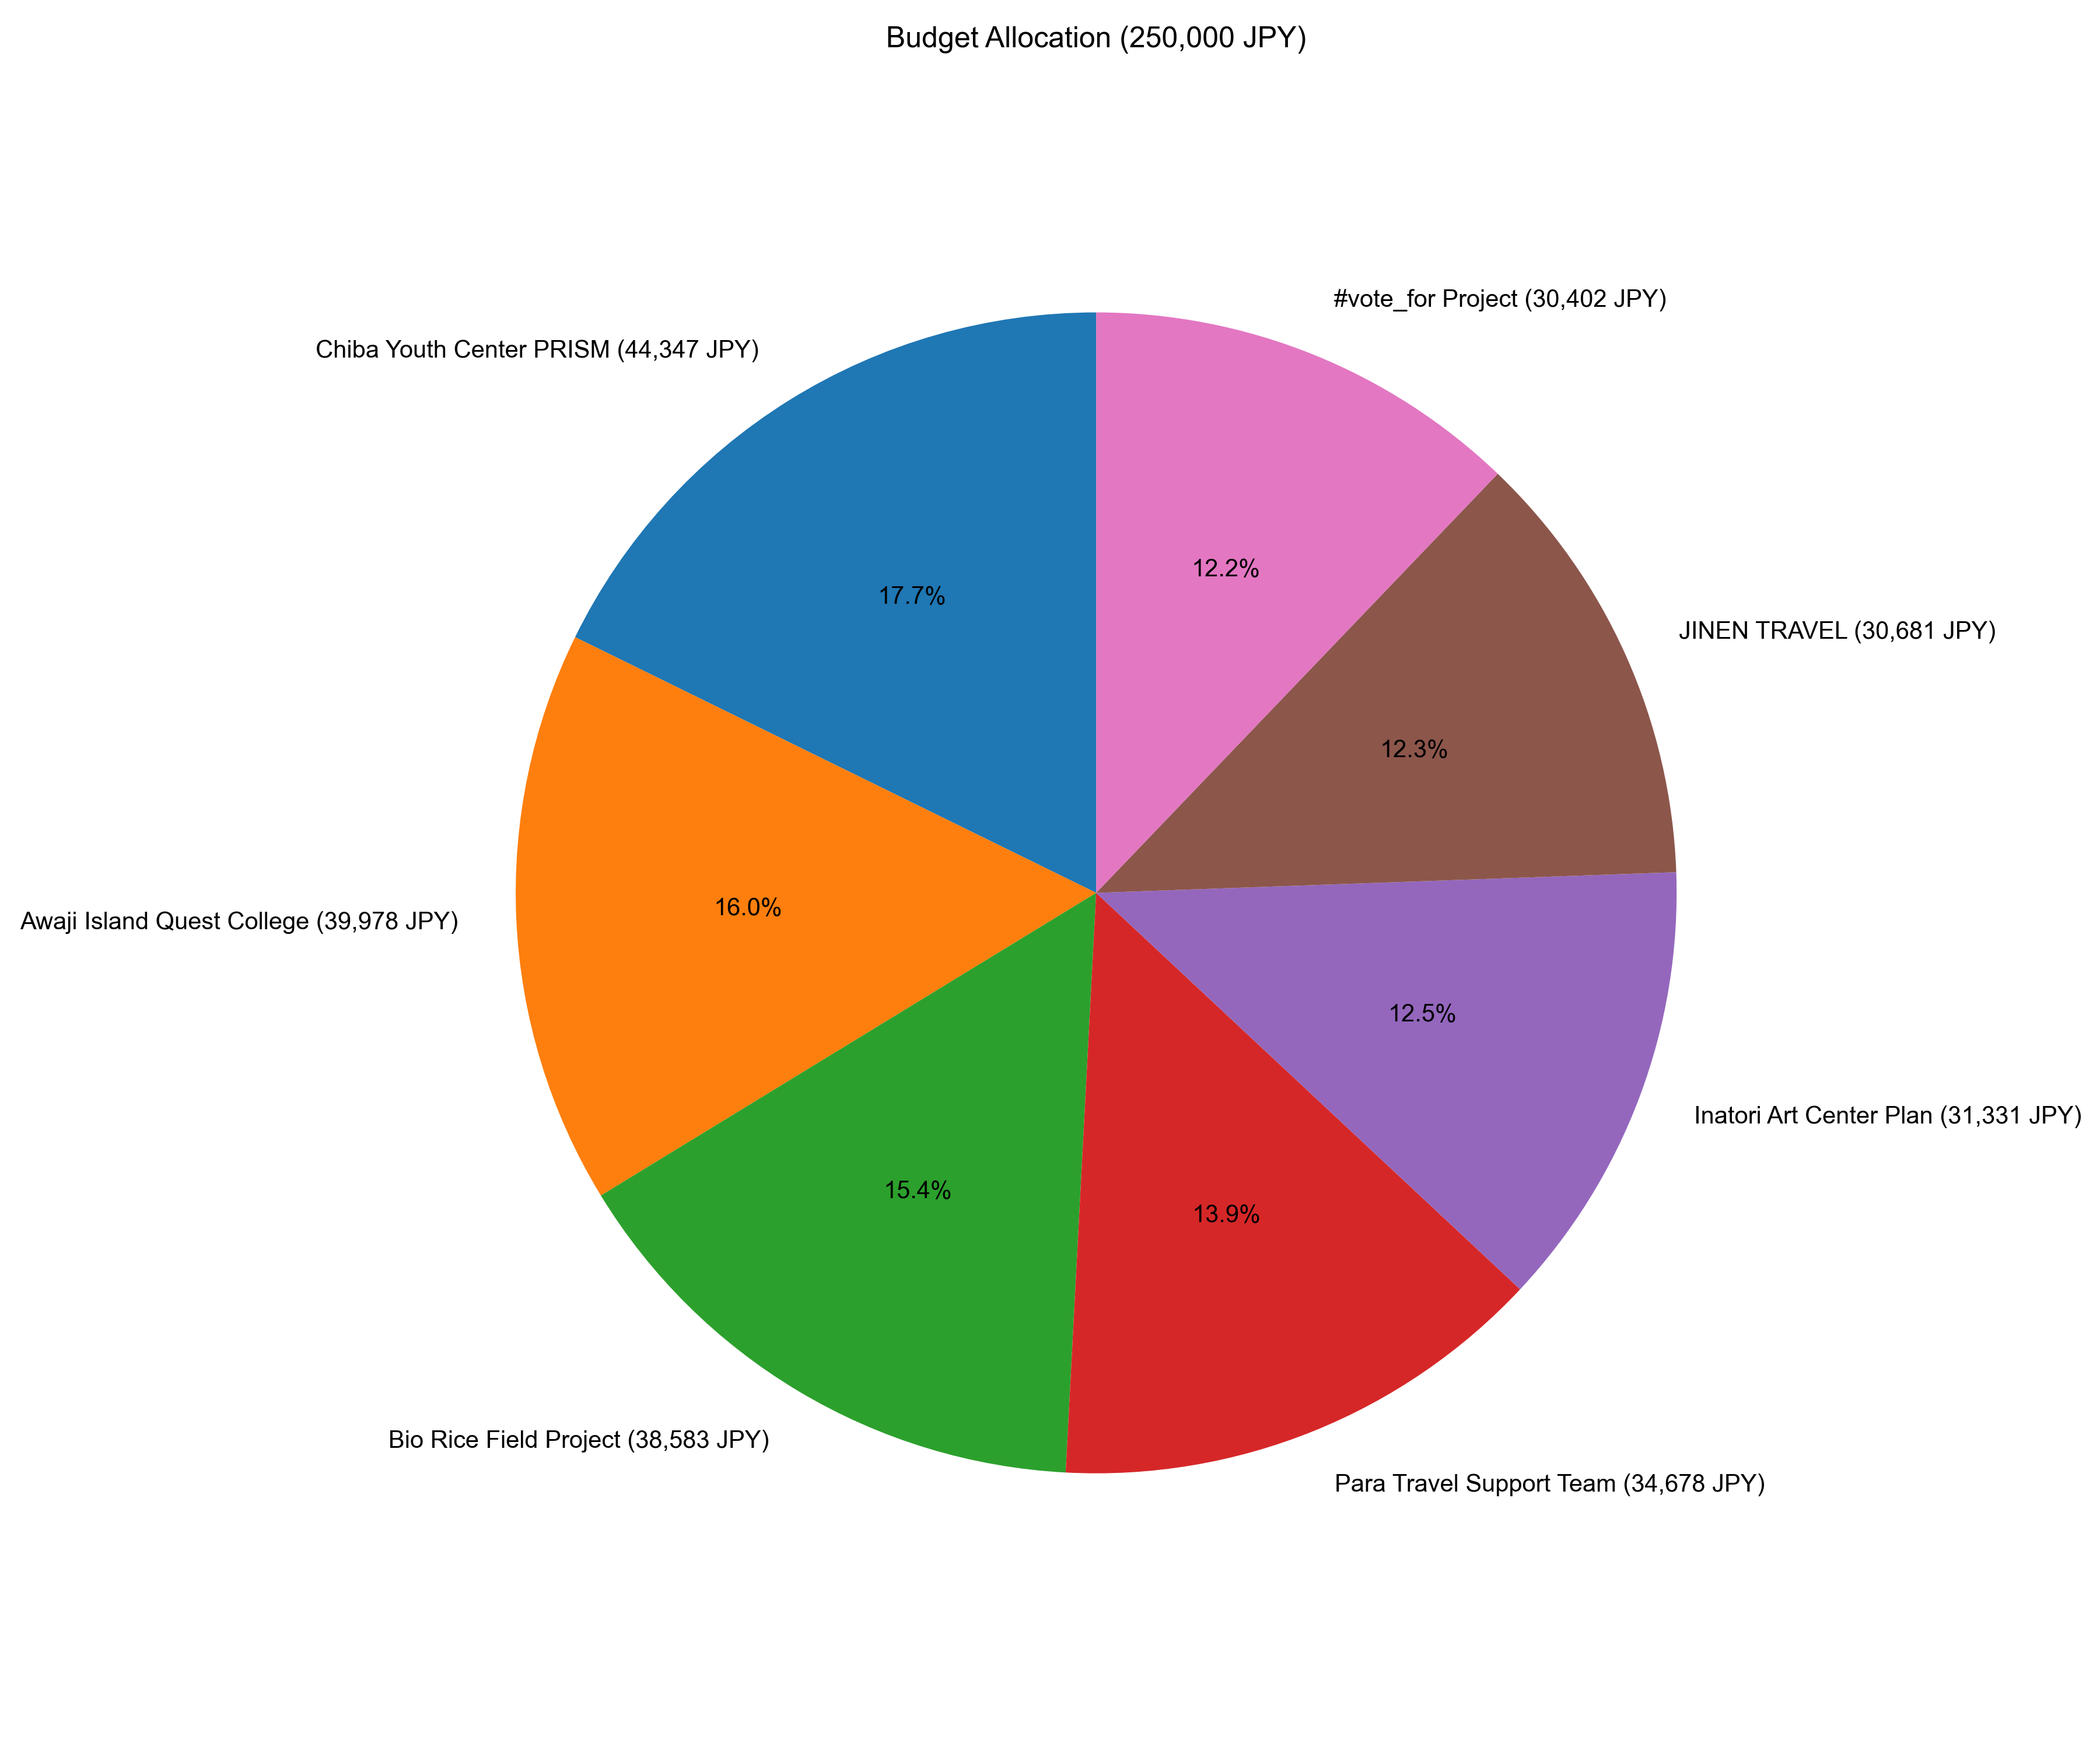 Budget Allocation (250,000 JPY)
#vote_for Project (30,402 JPY)
Chiba Youth Center PRISM (44,347 JPY)
12.2%
17.7%
JINEN TRAVEL (30,681 JPY)
12.3%
Awaji Island Quest College (39,978 JPY)
16.0%
12.5%
Inatori Art Center Plan (31,331 JPY)
15.4%
13.9%
Bio Rice Field Project (38,583 JPY)
Para Travel Support Team (34,678 JPY)